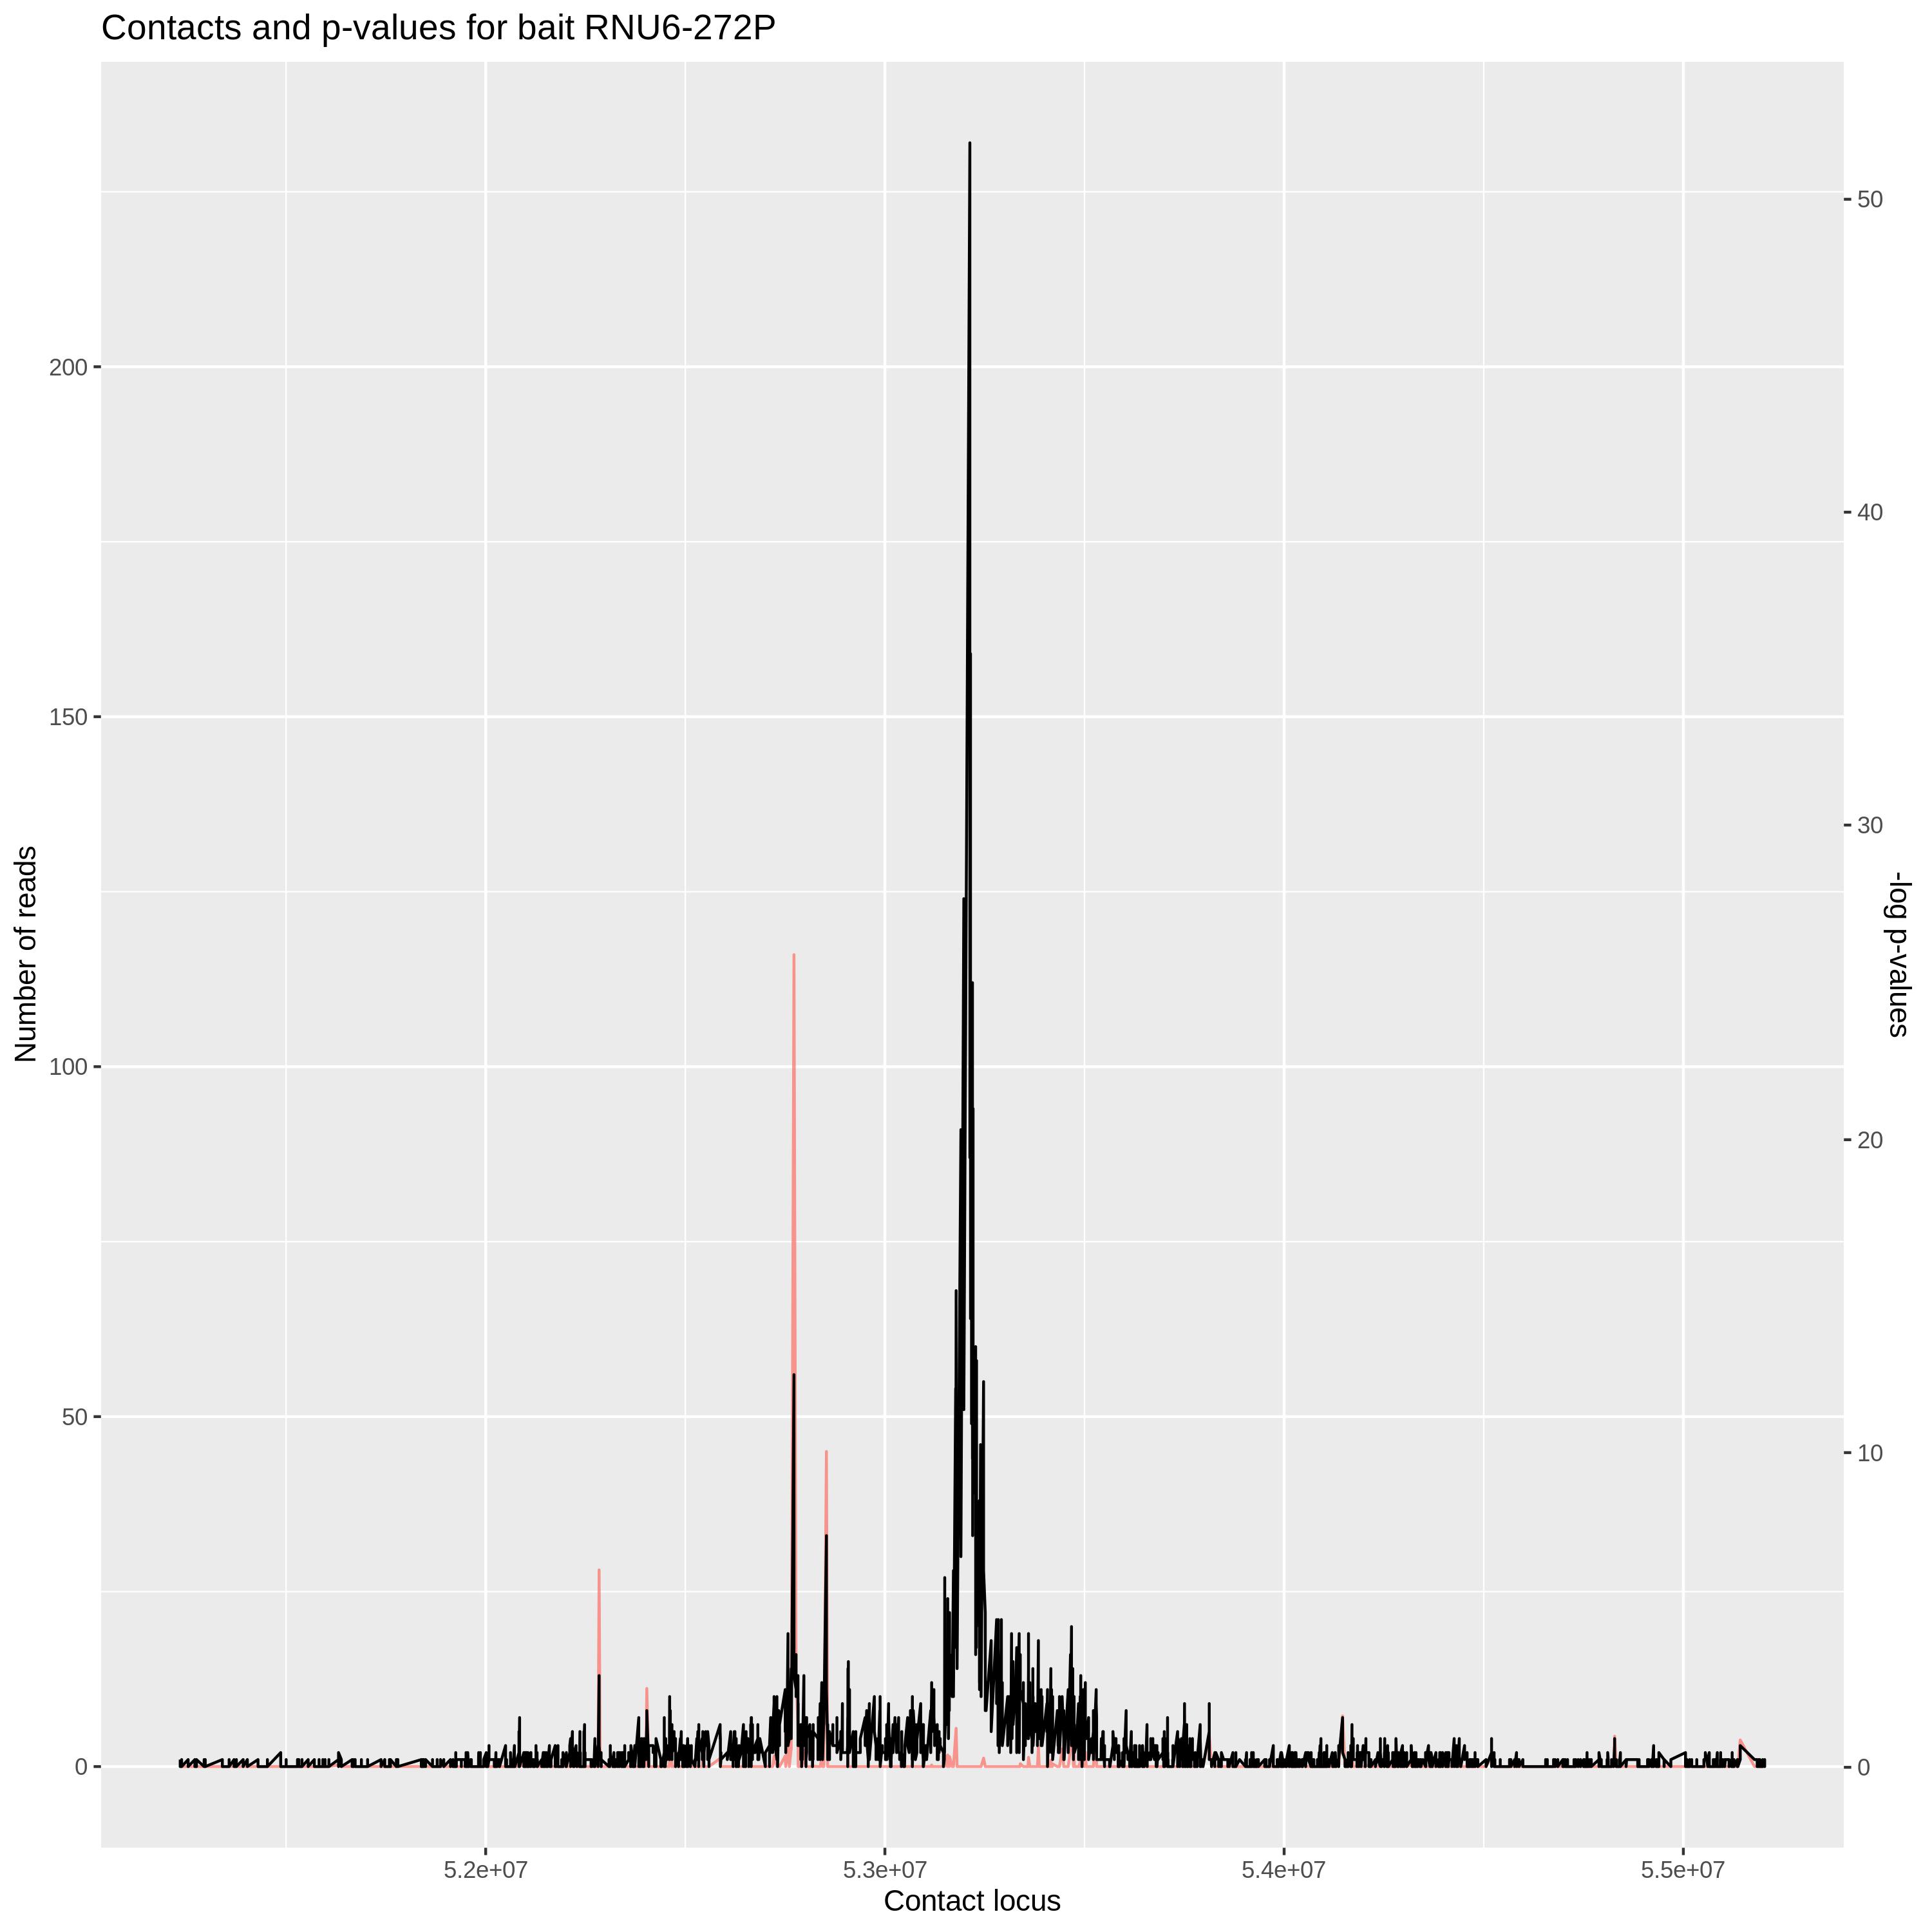 Contacts and p-values for bait RNU6-272P
Number of reads
200
150
100
50
0
50
40
30
20
10
0
-log p-values
5.2e+07 5.3e+07 5.4e+07 5.5e+07
Contact locus